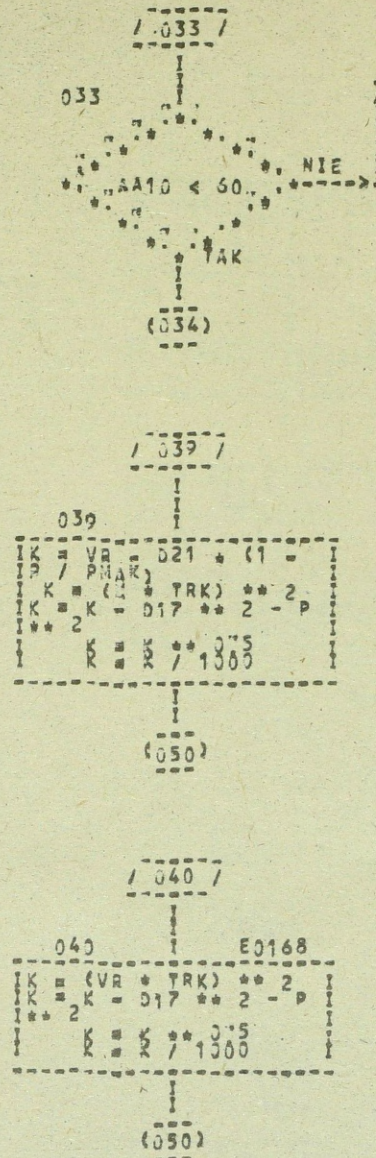 / 033 /
033
AA10 < 60
NIE
TAK
(034)
/ 039 /
039
K = VR - D21 * (1 -
P / PMAK)
K = (K * TRK) ** 2
K = K - D17 ** 2 - P
** 2
K = K ** 0.5
K = K / 1000
(050)
/ 040 /
040 E0168
K = (VR * TRK) ** 2
K = K - D17 ** 2 - P
** 2
K = K ** 0.5
K = K / 1000
(050)